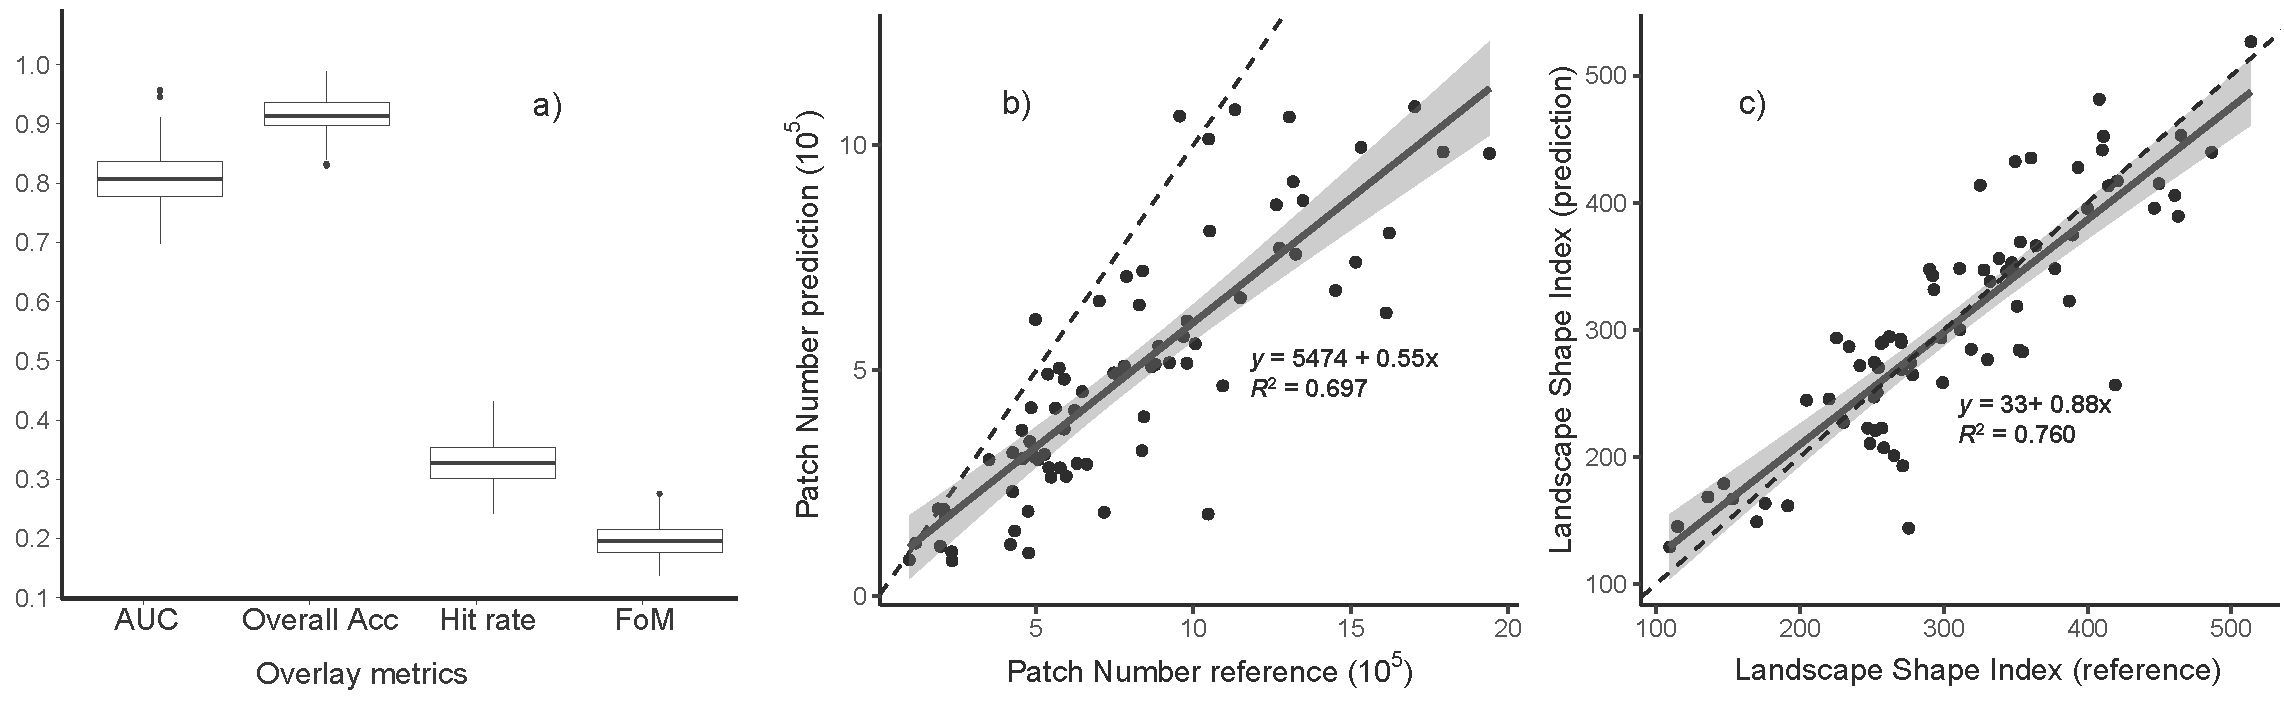 1.0
0.9
0.8
0.7
0.6
0.5
0.4
0.3
0.2
0.1
a)
AUC Overall Acc Hit rate FoM
Overlay metrics
Patch Number prediction (10⁵)
10
5
0
b)
y = 5474 + 0.55x
R² = 0.697
5 10 15 20
Patch Number reference (10⁵)
Landscape Shape Index (prediction)
500
400
300
200
100
c)
y = 33+ 0.88x
R² = 0.760
100 200 300 400 500
Landscape Shape Index (reference)